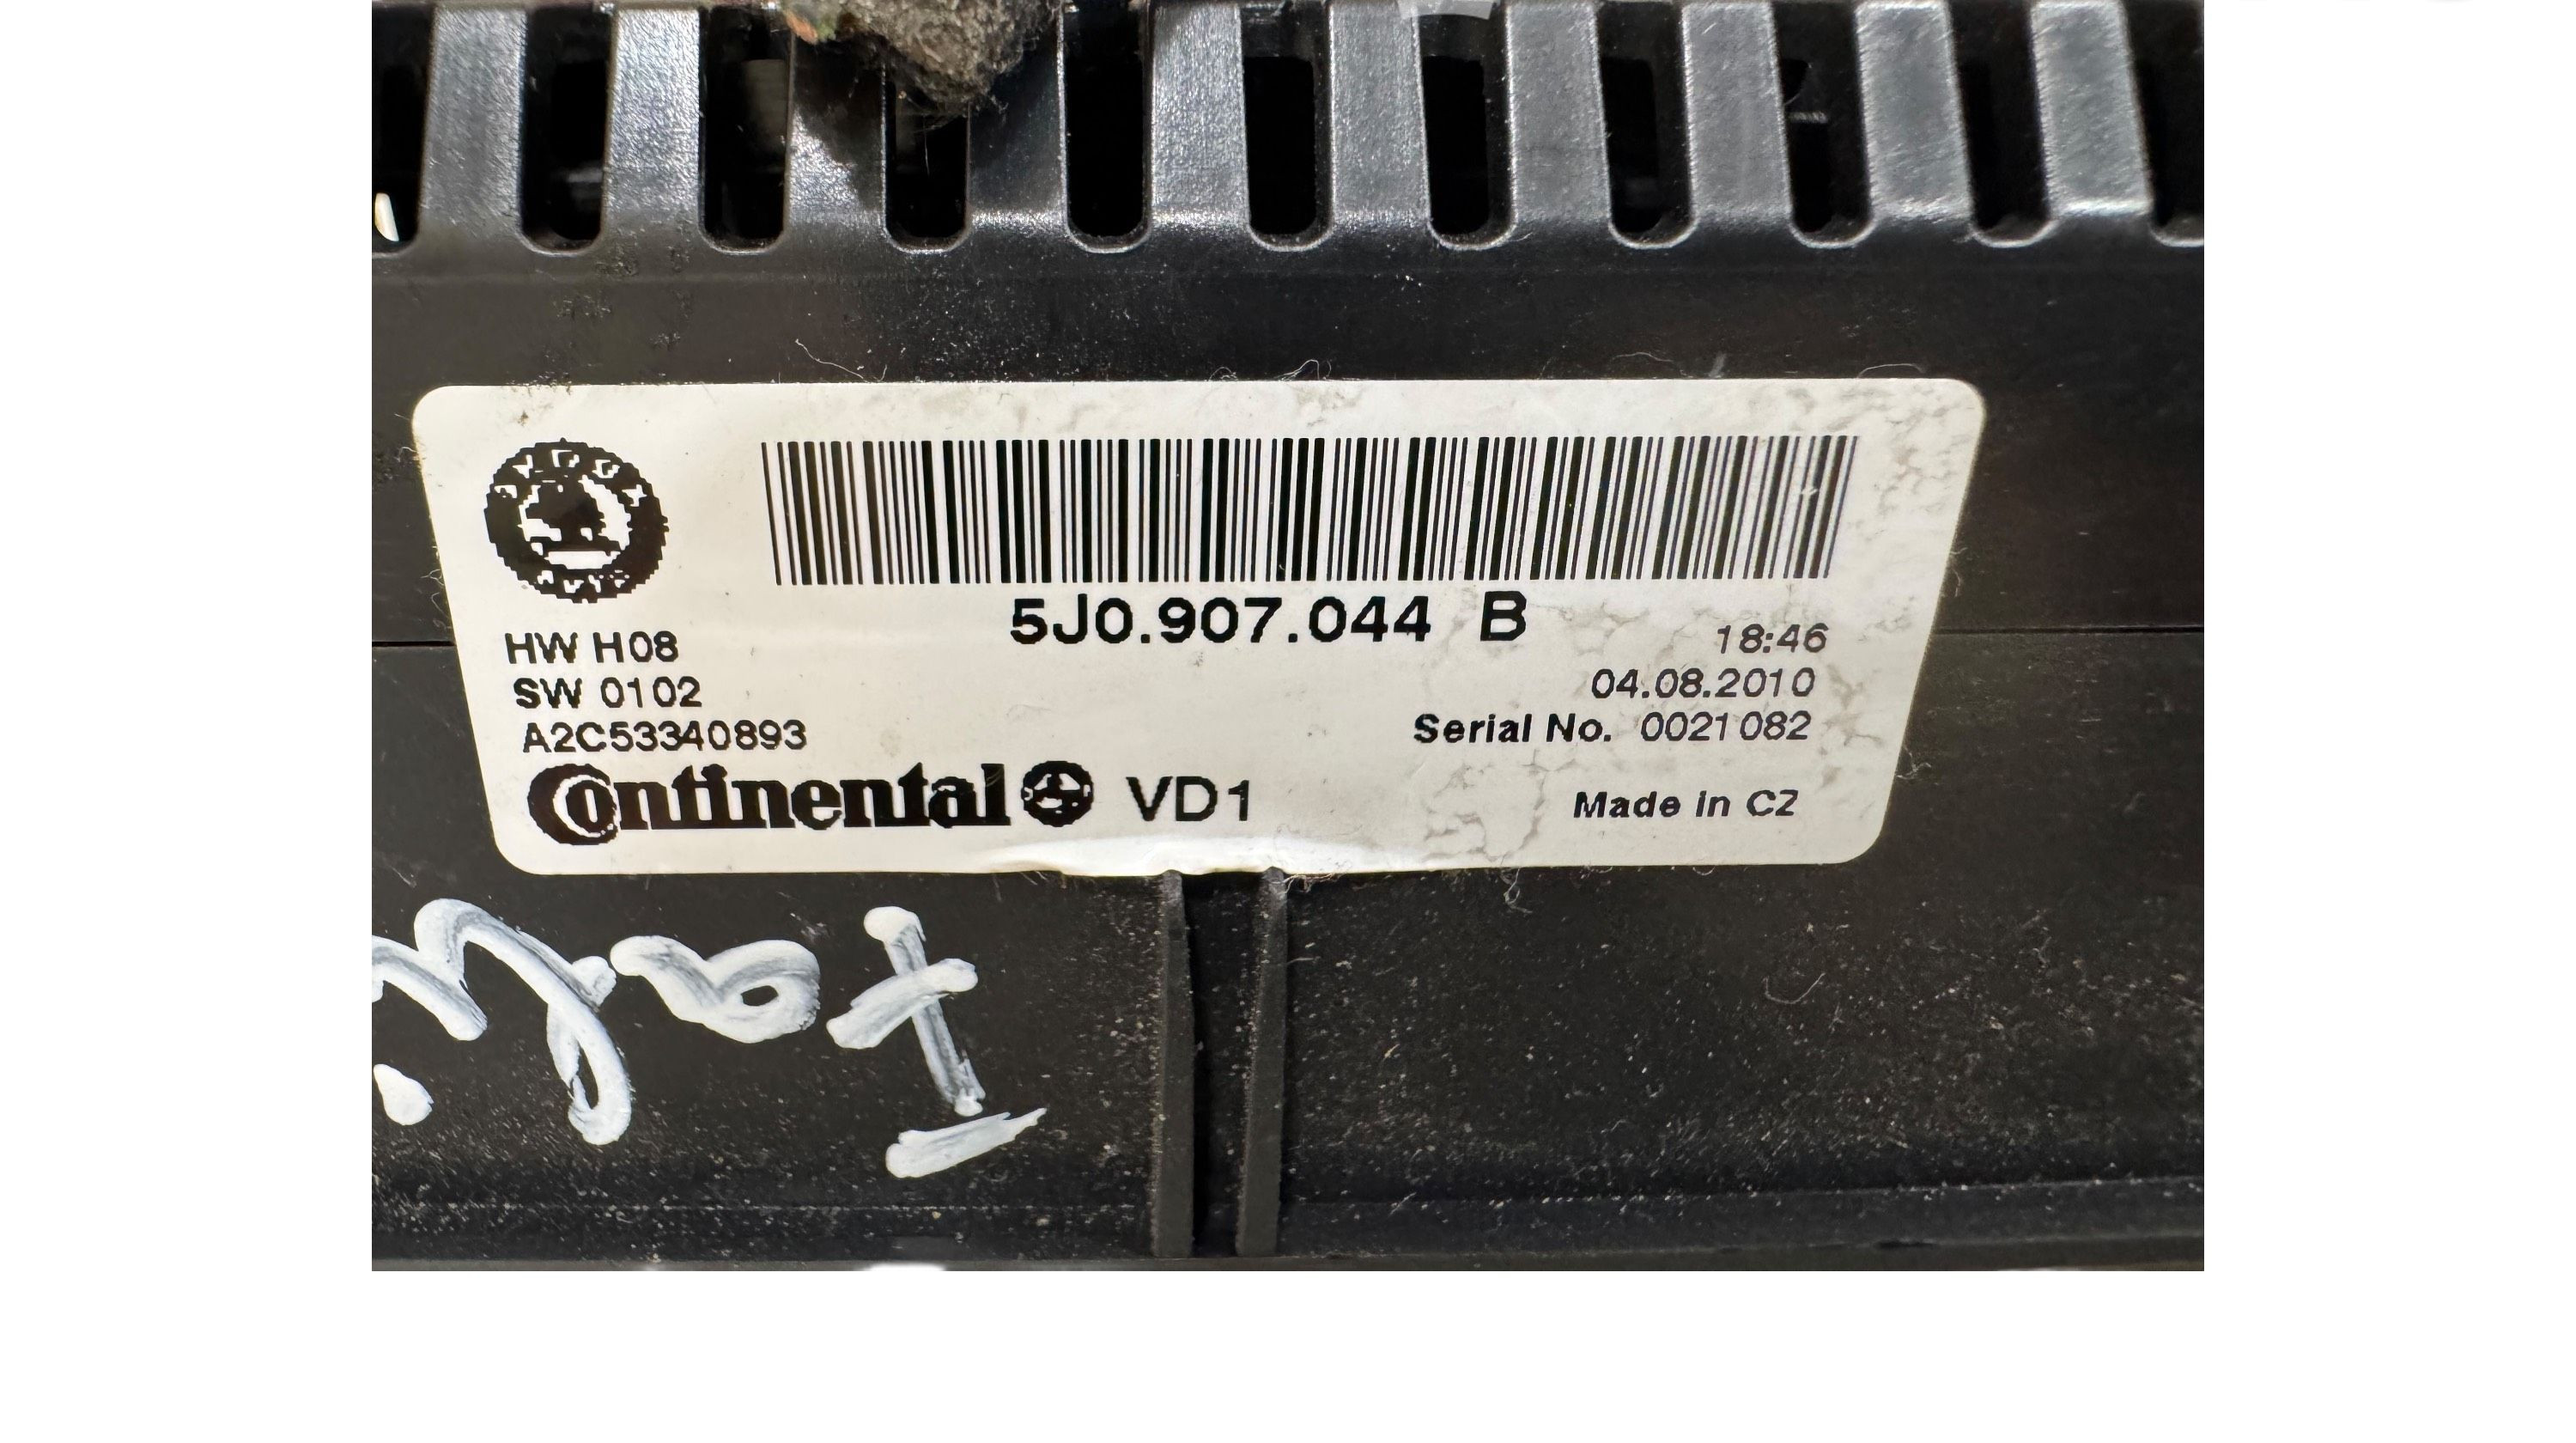 5J0.907.044 B
HW H08
18:46
SW 0102
04.08.2010
A2C53340893
Serial No. 0021082
Continental VD1
Made in CZ